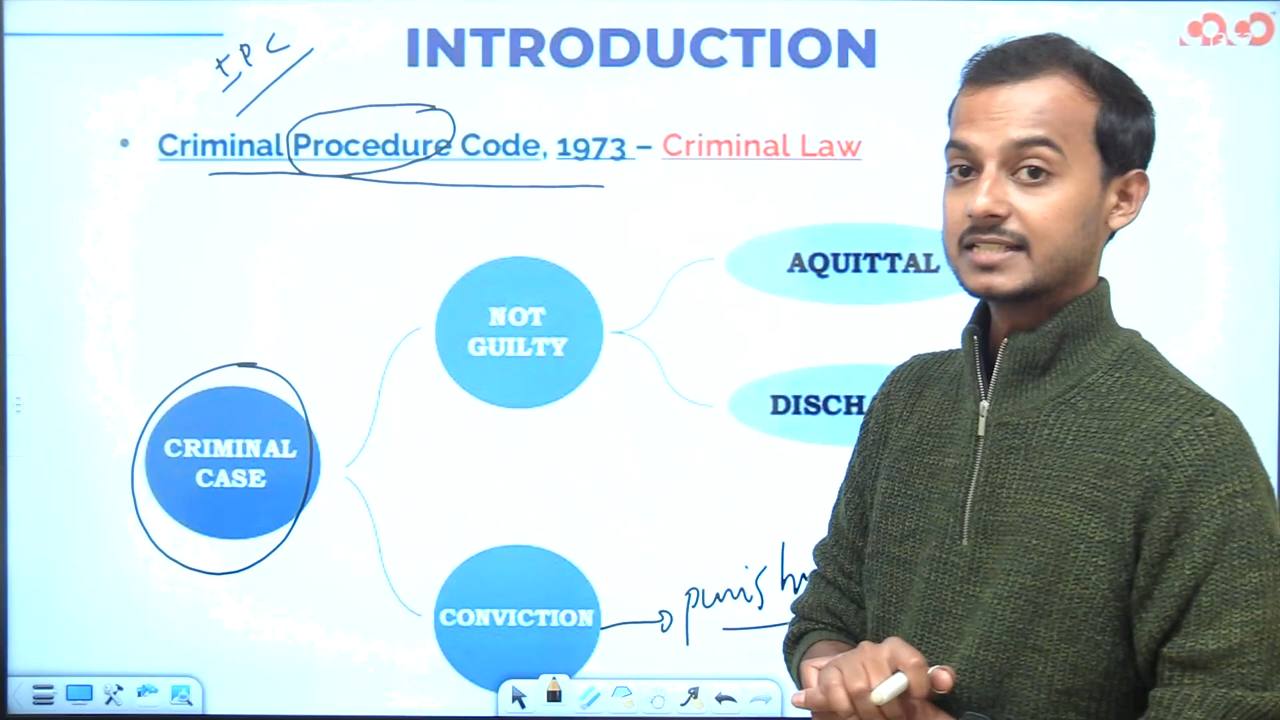 INTRODUCTION
IPC
• Criminal Procedure Code, 1973 – Criminal Law
AQUITTAL
NOT
GUILTY
DISCHA
CRIMINAL
CASE
CONVICTION
punish